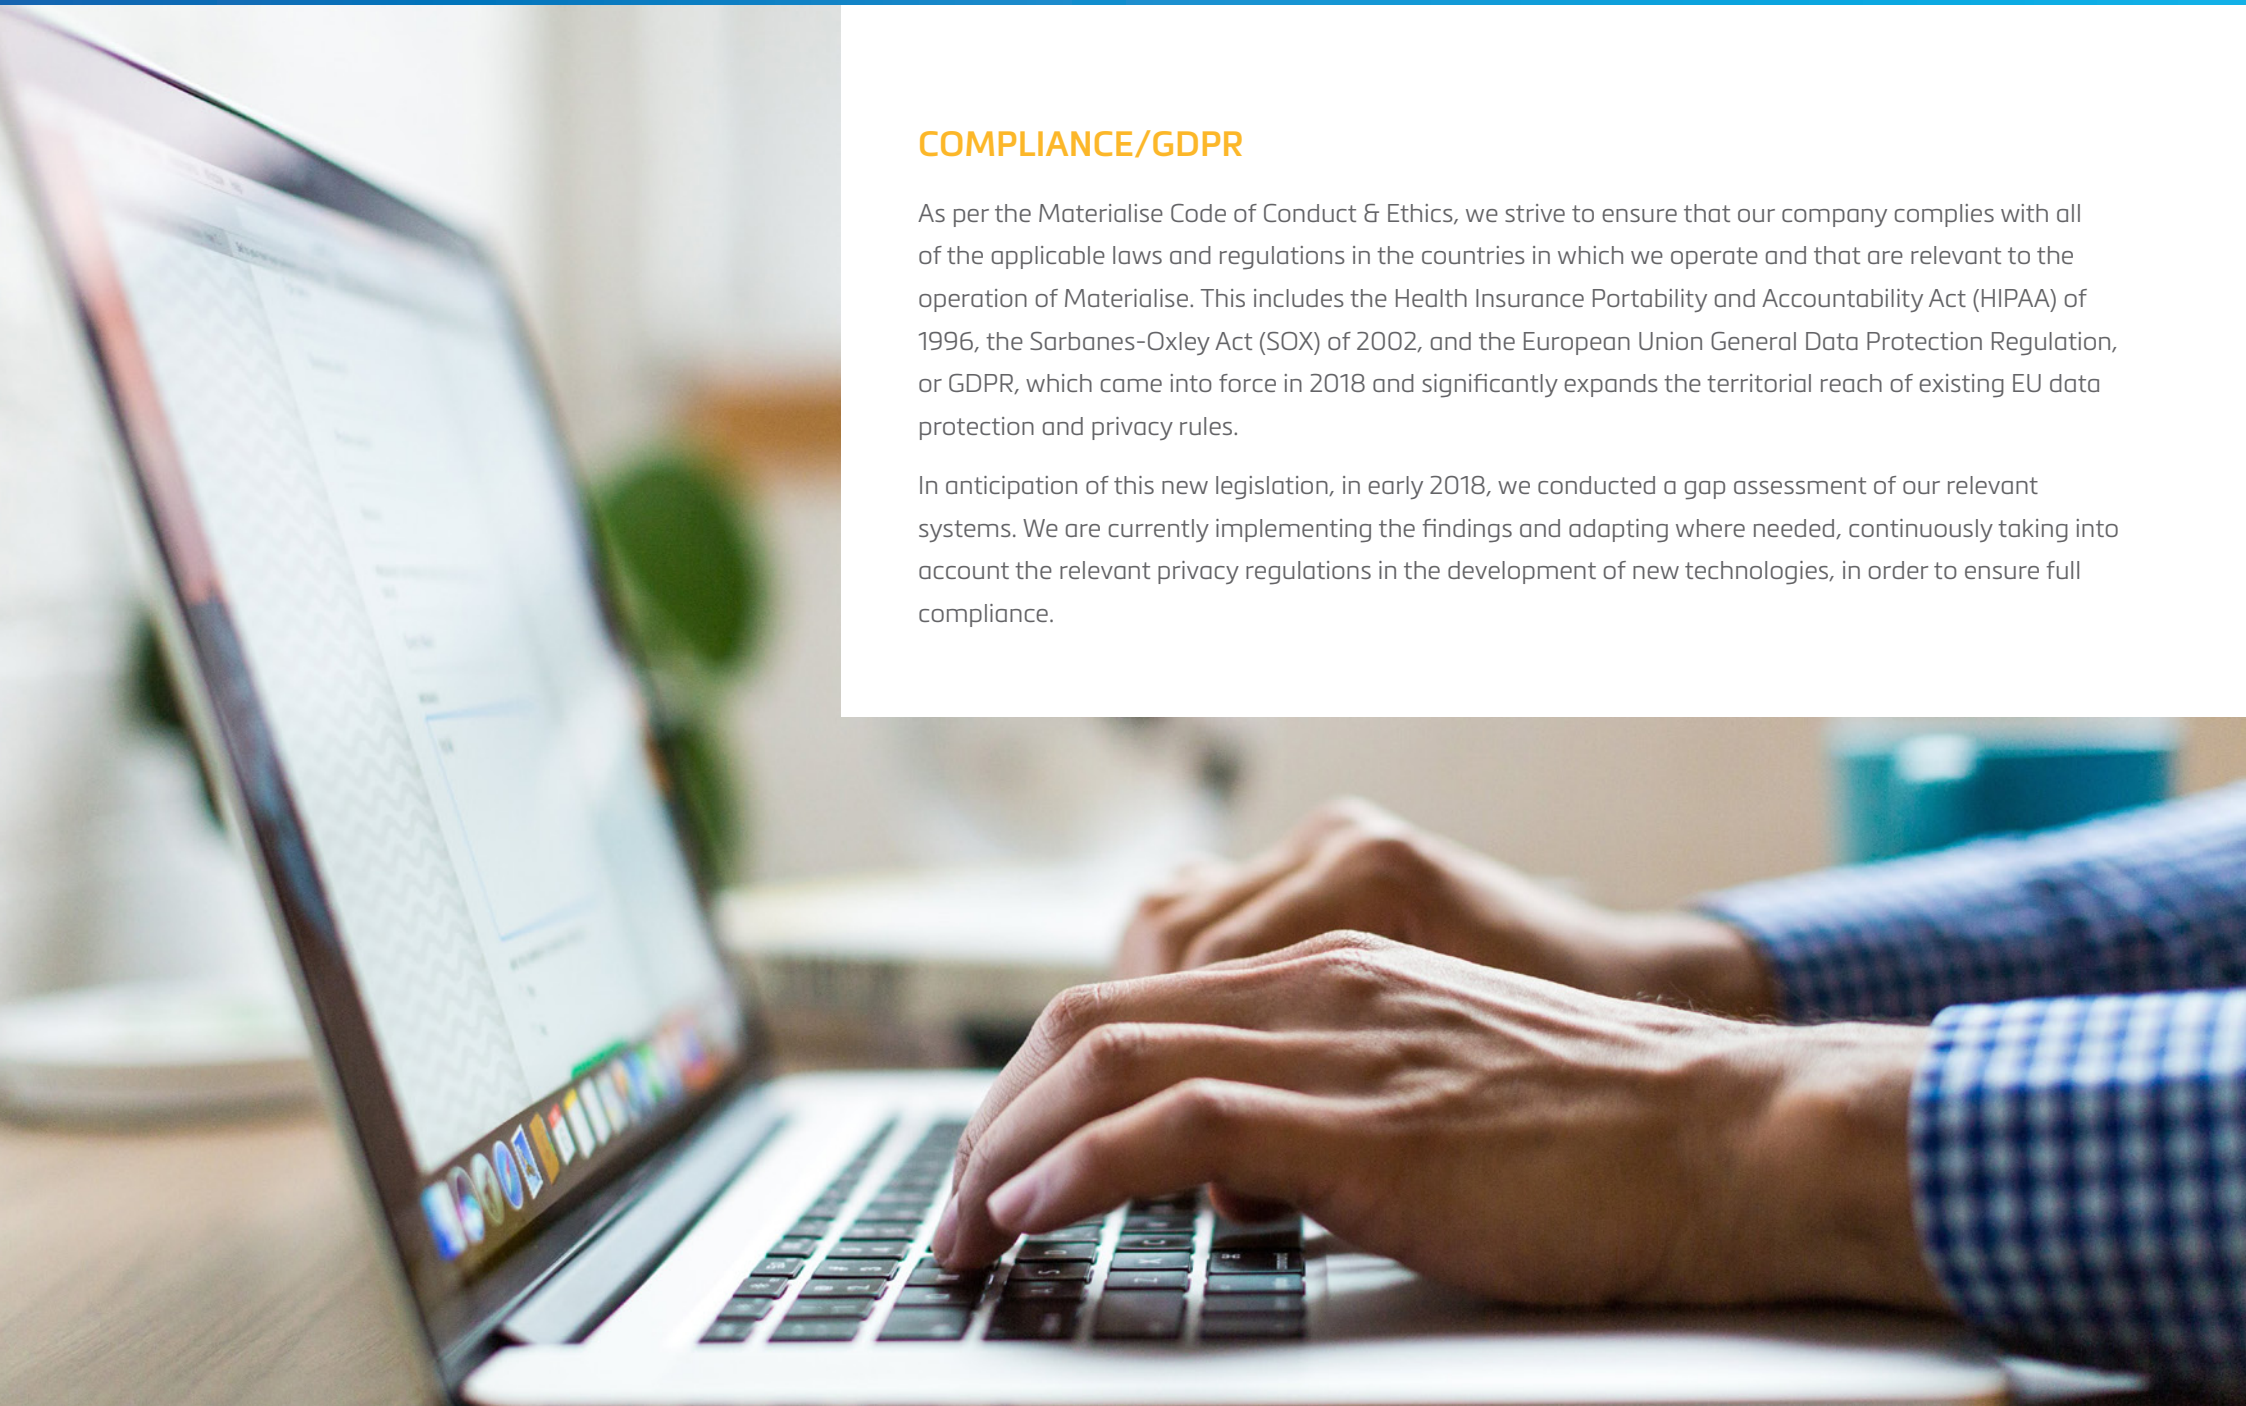 COMPLIANCE/GDPR
As per the Materialise Code of Conduct & Ethics, we strive to ensure that our company complies with all
of the applicable laws and regulations in the countries in which we operate and that are relevant to the
operation of Materialise. This includes the Health Insurance Portability and Accountability Act (HIPAA) of
1996, the Sarbanes-Oxley Act (SOX) of 2002, and the European Union General Data Protection Regulation,
or GDPR, which came into force in 2018 and significantly expands the territorial reach of existing EU data
protection and privacy rules.
In anticipation of this new legislation, in early 2018, we conducted a gap assessment of our relevant
systems. We are currently implementing the findings and adapting where needed, continuously taking into
account the relevant privacy regulations in the development of new technologies, in order to ensure full
compliance.